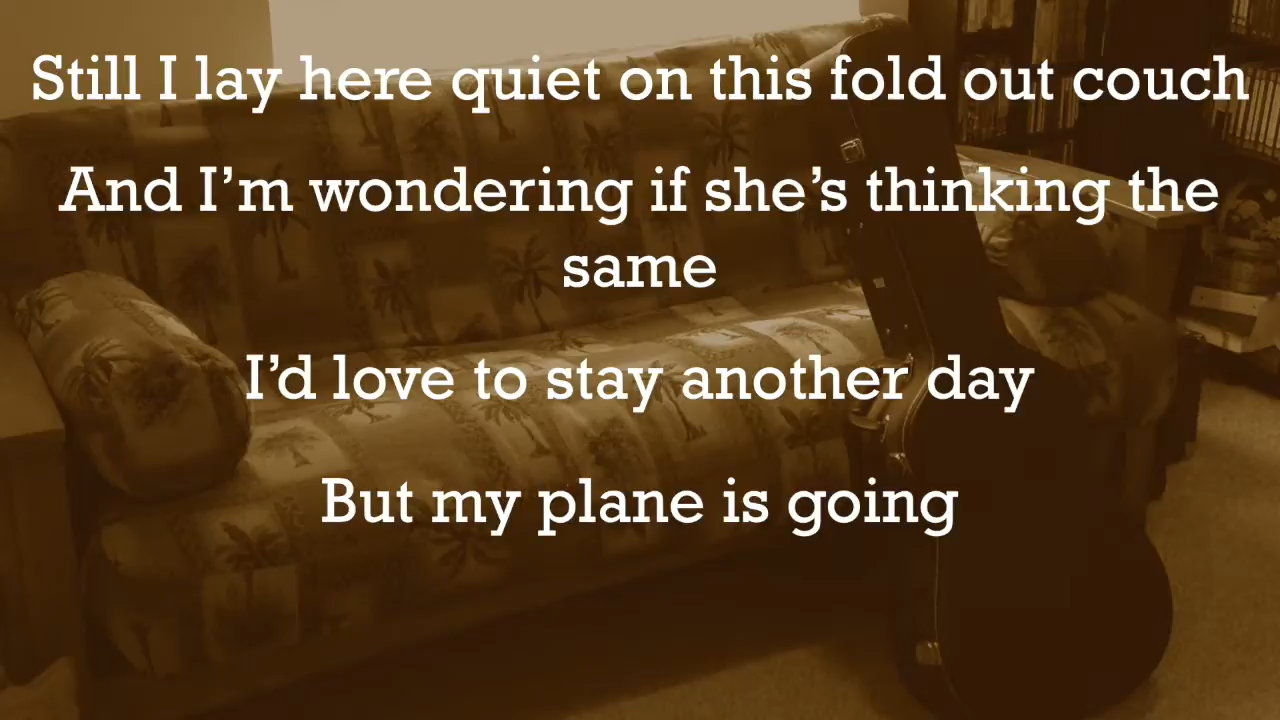 Still I lay here quiet on this fold out couch
And I’m wondering if she’s thinking the
same
I’d love to stay another day
But my plane is going